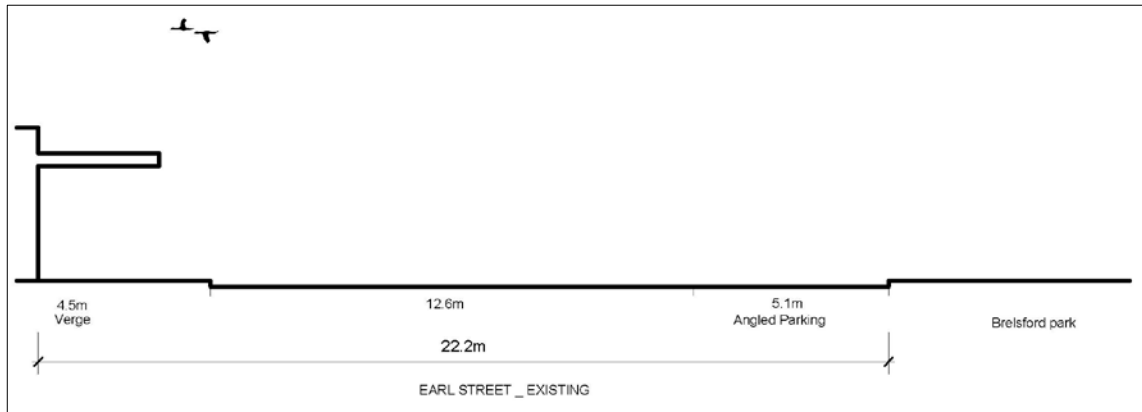 4.5m
Verge
12.6m
5.1m
Angled Parking
Brelsford park
22.2m
EARL STREET _ EXISTING